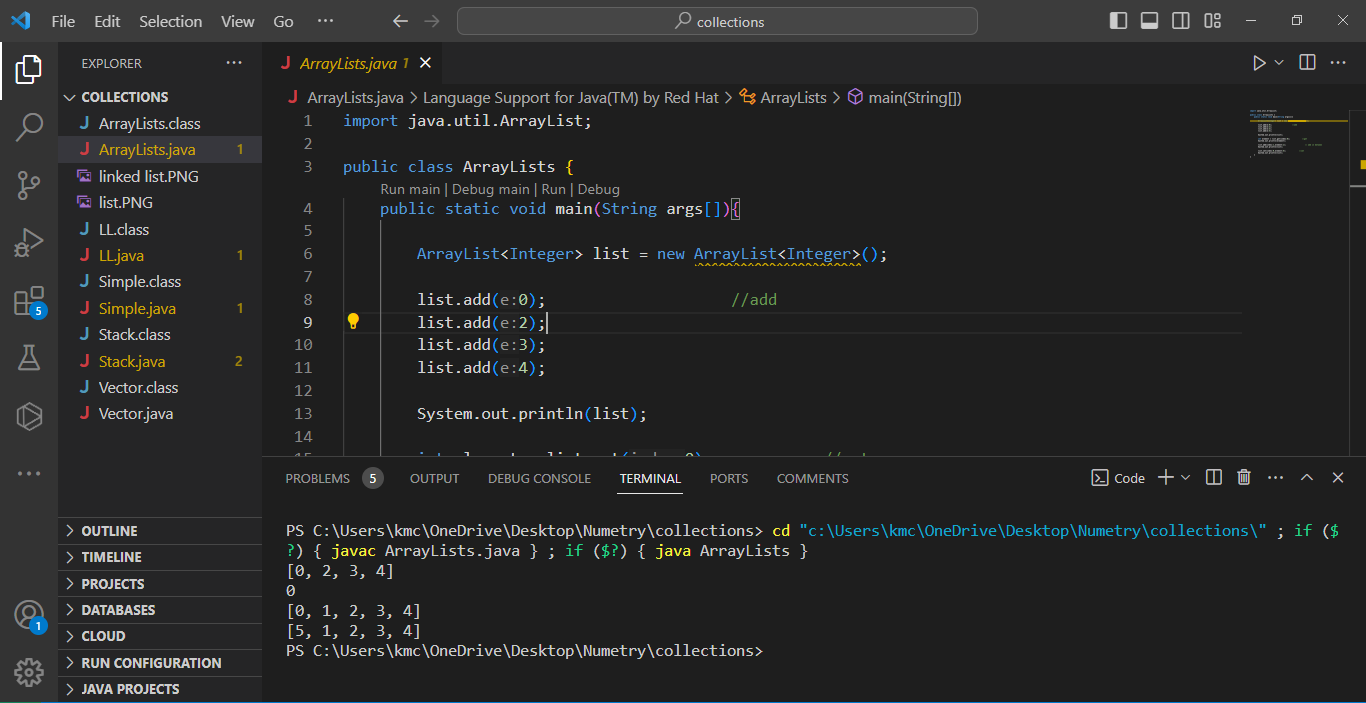 File Edit Selection View Go ··· collections
EXPLORER ···
COLLECTIONS
J ArrayLists.class
J ArrayLists.java 1
linked list.PNG
list.PNG
J LL.class
J LL.java 1
J Simple.class
J Simple.java 1
J Stack.class
J Stack.java 2
J Vector.class
J Vector.java
OUTLINE
TIMELINE
PROJECTS
DATABASES
CLOUD
RUN CONFIGURATION
JAVA PROJECTS
5
1
J ArrayLists.java 1
J ArrayLists.java > Language Support for Java(TM) by Red Hat > ArrayLists > main(String[])
1 import java.util.ArrayList;
2
3 public class ArrayLists {
Run main | Debug main | Run | Debug
4 public static void main(String args[]){
5
6 ArrayList<Integer> list = new ArrayList<Integer>();
7
8 list.add(e:0); //add
9 list.add(e:2);
10 list.add(e:3);
11 list.add(e:4);
12
13 System.out.println(list);
14
PROBLEMS 5 OUTPUT DEBUG CONSOLE TERMINAL PORTS COMMENTS Code
PS C:\Users\kmc\OneDrive\Desktop\Numetry\collections> cd "c:\Users\kmc\OneDrive\Desktop\Numetry\collections\" ; if ($
?) { javac ArrayLists.java } ; if ($?) { java ArrayLists }
[0, 2, 3, 4]
0
[0, 1, 2, 3, 4]
[5, 1, 2, 3, 4]
PS C:\Users\kmc\OneDrive\Desktop\Numetry\collections>